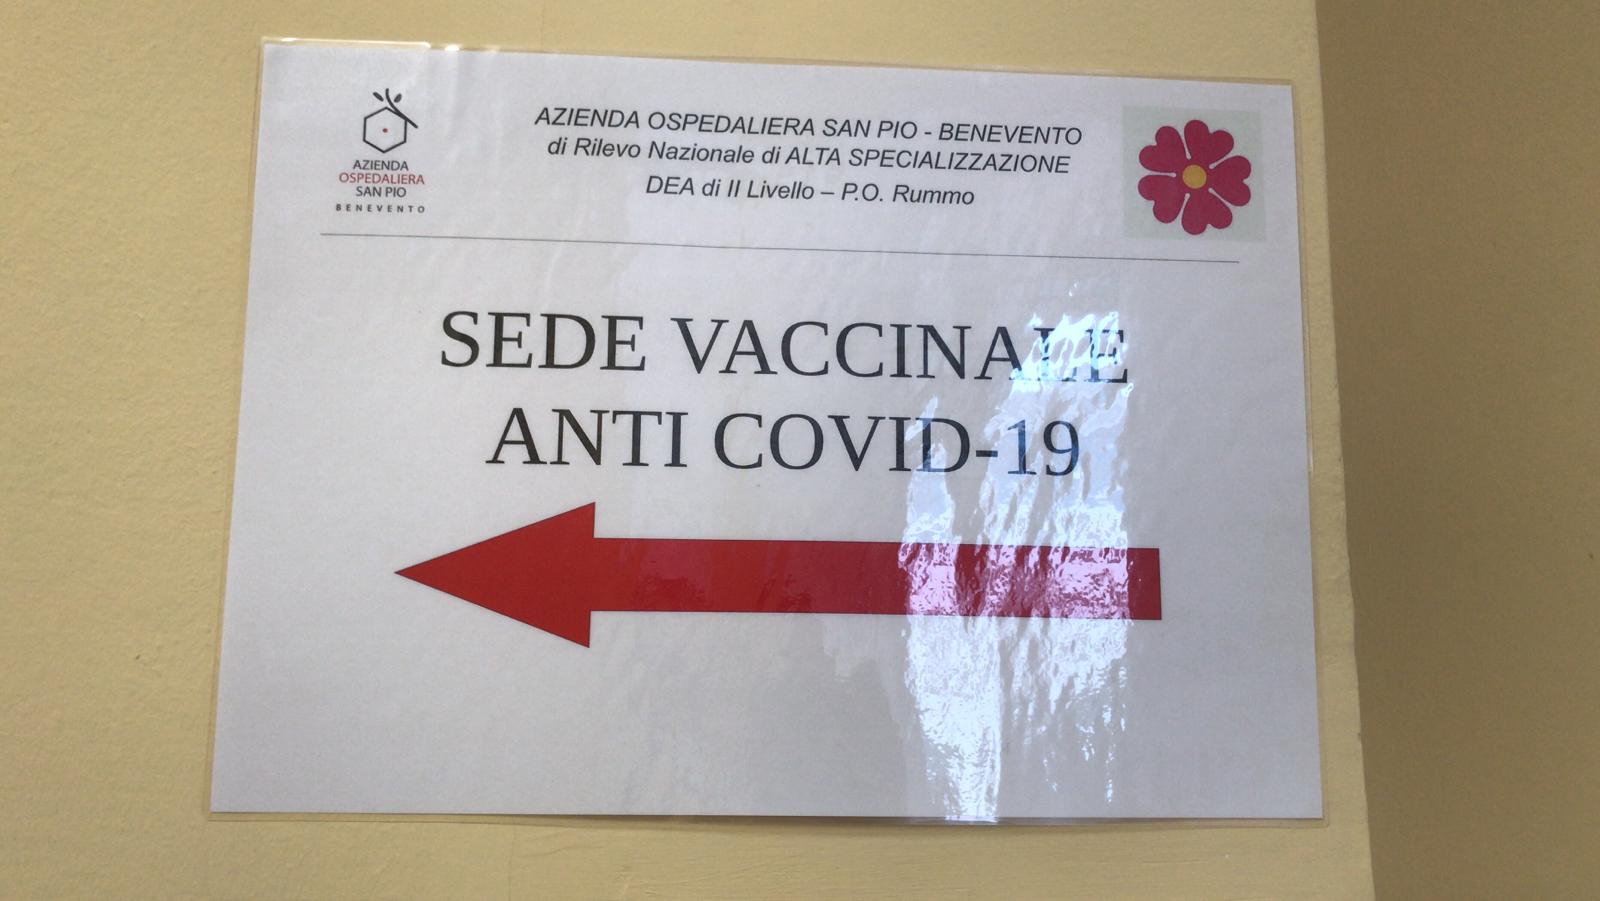 AZIENDA
OSPEDALIERA
SAN PIO
BENEVENTO
AZIENDA OSPEDALIERA SAN PIO - BENEVENTO
di Rilevo Nazionale di ALTA SPECIALIZZAZIONE
DEA di II Livello – P.O. Rummo
SEDE VACCINALE
ANTI COVID-19